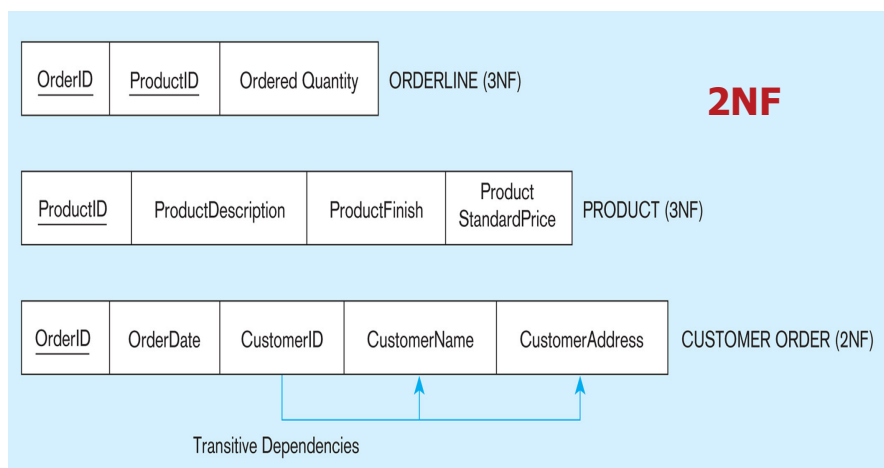 OrderID ProductID Ordered Quantity ORDERLINE (3NF)
2NF
ProductID ProductDescription ProductFinish Product StandardPrice PRODUCT (3NF)
OrderID OrderDate CustomerID CustomerName CustomerAddress CUSTOMER ORDER (2NF)
Transitive Dependencies